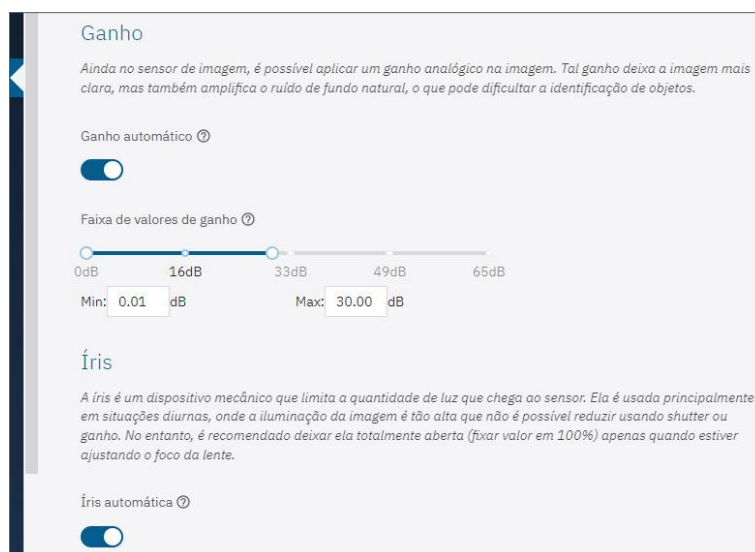 Ganho
Ainda no sensor de imagem, é possível aplicar um ganho analógico na imagem. Tal ganho deixa a imagem mais
clara, mas também amplifica o ruído de fundo natural, o que pode dificultar a identificação de objetos.
Ganho automático
Faixa de valores de ganho
0dB 16dB 33dB 49dB 65dB
Min: 0.01 dB Max: 30.00 dB
Íris
A íris é um dispositivo mecânico que limita a quantidade de luz que chega ao sensor. Ela é usada principalmente
em situações diurnas, onde a iluminação da imagem é tão alta que não é possível reduzir usando shutter ou
ganho. No entanto, é recomendado deixar ela totalmente aberta (fixar valor em 100%) apenas quando estiver
ajustando o foco da lente.
Íris automática